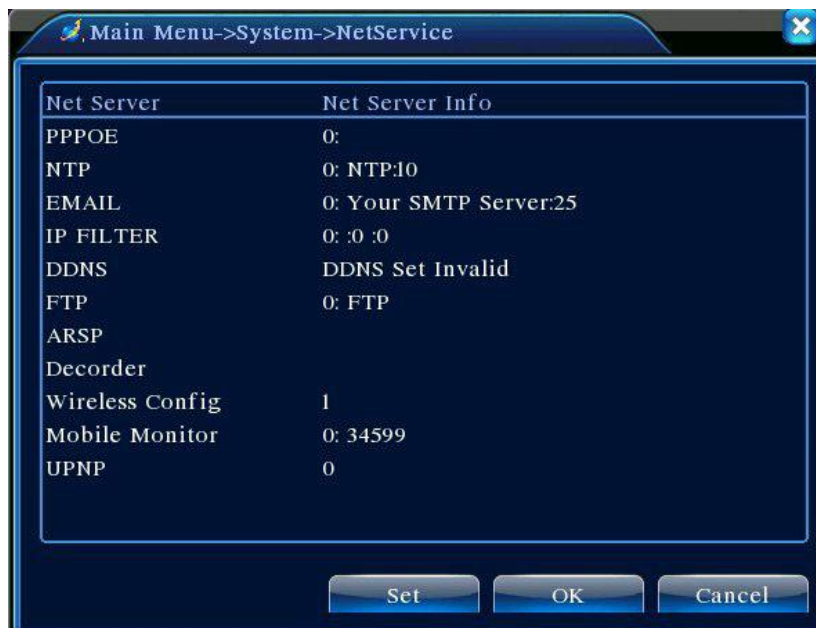 Main Menu->System->NetService
Net Server Net Server Info
PPPOE 0:
NTP 0: NTP:10
EMAIL 0: Your SMTP Server:25
IP FILTER 0: :0 :0
DDNS DDNS Set Invalid
FTP 0: FTP
ARSP
Decorder
Wireless Config 1
Mobile Monitor 0: 34599
UPNP 0
Set OK Cancel